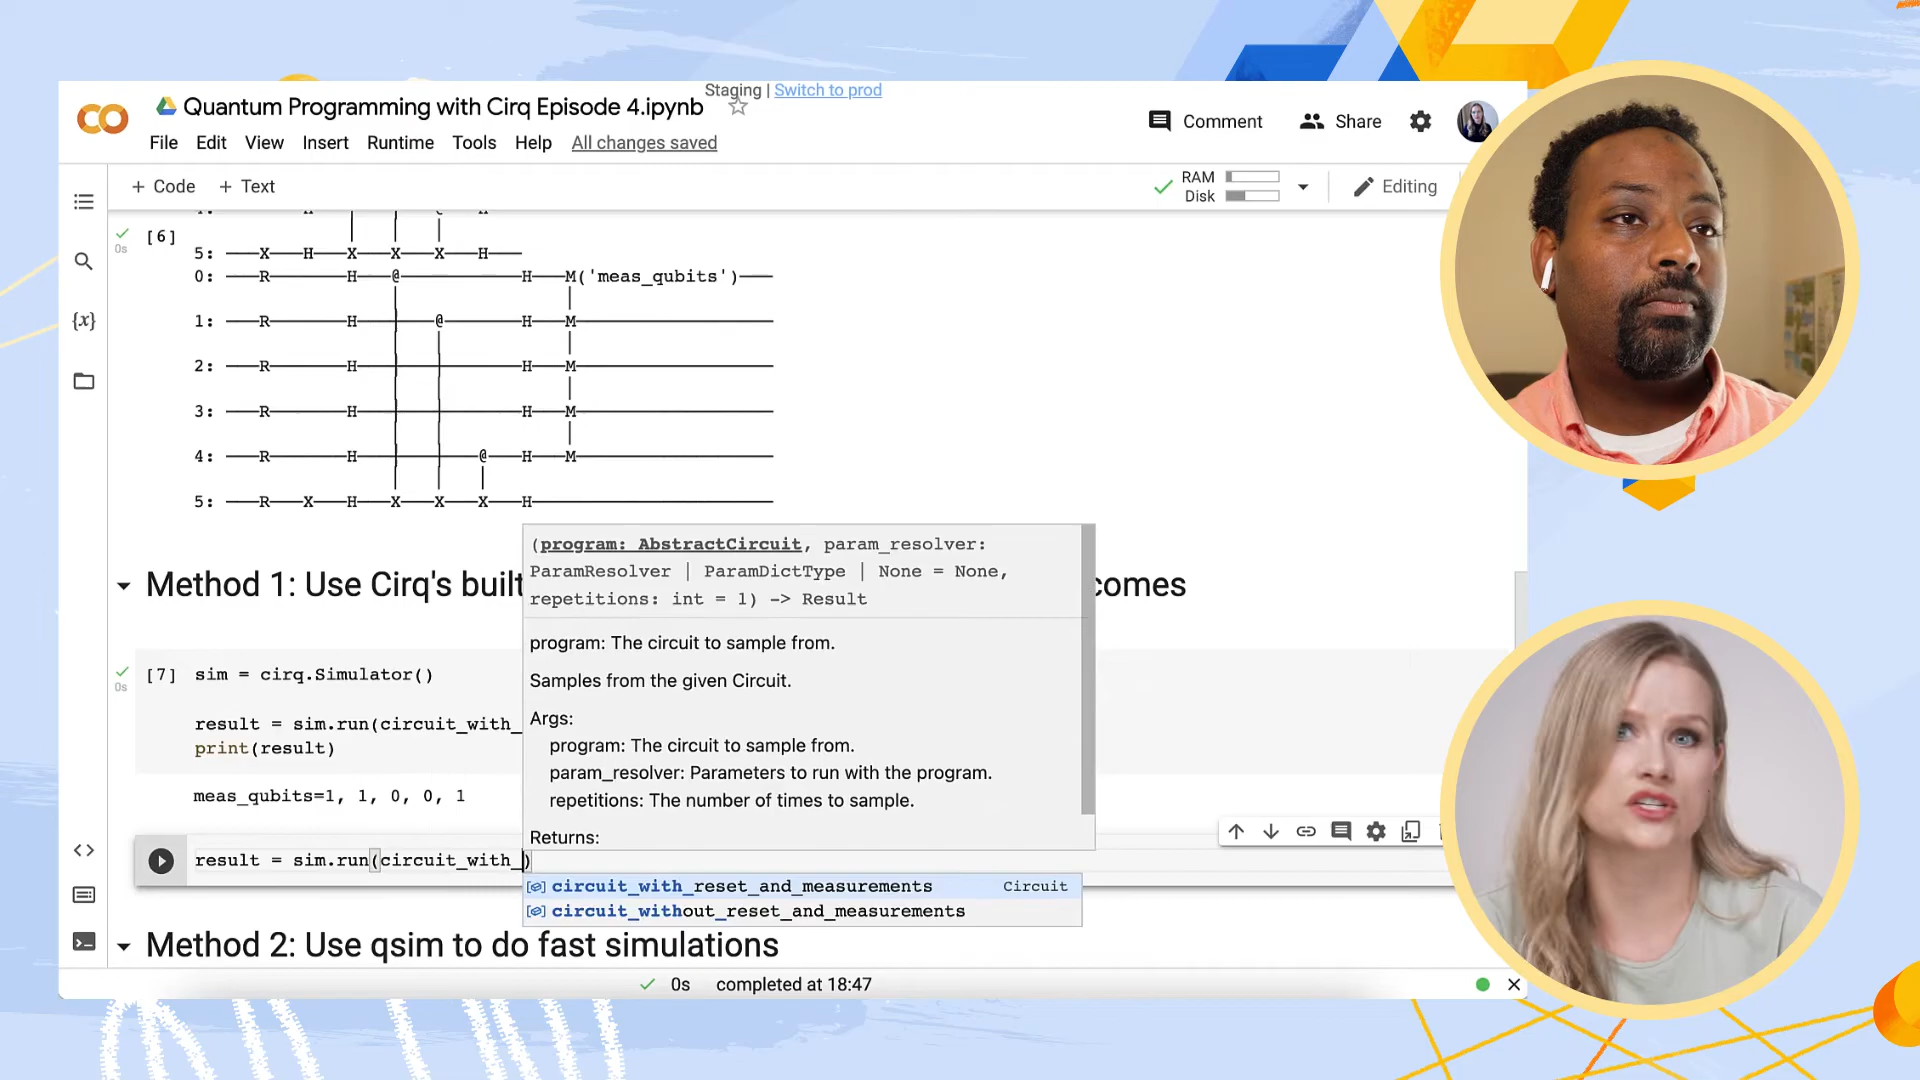 Staging | Switch to prod
Quantum Programming with Cirq Episode 4.ipynb
Comment
Share
File Edit View Insert Runtime Tools Help All changes saved
+ Code + Text
RAM
Disk
Editing
[6]
0s
5: X H X X X H
0: R H @ H M('meas_qubits')
1: R H @ H M
2: R H H M
3: R H H M
4: R H @ H M
5: R X H X X X H
(program: AbstractCircuit, param_resolver:
ParamResolver | ParamDictType | None = None,
repetitions: int = 1) -> Result
Method 1: Use Cirq's built
comes
program: The circuit to sample from.
Samples from the given Circuit.
Args:
program: The circuit to sample from.
param_resolver: Parameters to run with the program.
repetitions: The number of times to sample.
Returns:
[7] sim = cirq.Simulator()
0s
result = sim.run(circuit_with_
print(result)
meas_qubits=1, 1, 0, 0, 1
result = sim.run(circuit_with_)
circuit_with_reset_and_measurements Circuit
circuit_without_reset_and_measurements
Method 2: Use qsim to do fast simulations
0s completed at 18:47